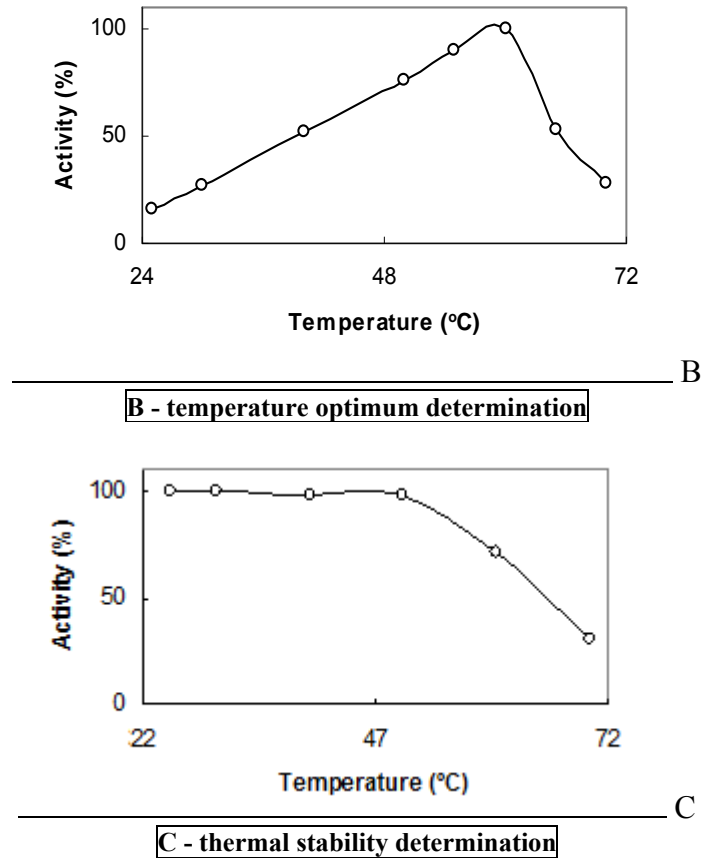 100
50
0
Activity (%)
24 48 72
Temperature (ºC)
B
B - temperature optimum determination
100
50
0
Activity (%)
22 47 72
Temperature (ºC)
C
C - thermal stability determination